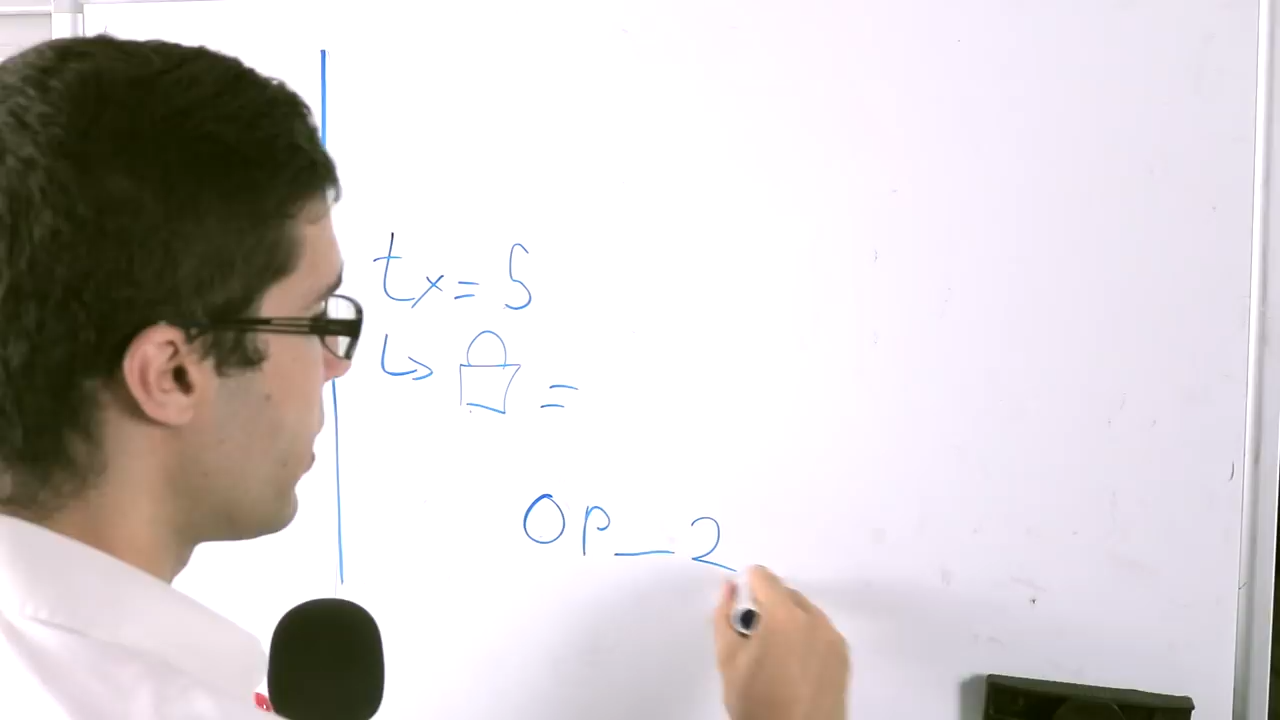 tx = 5
↳ =
OP_2